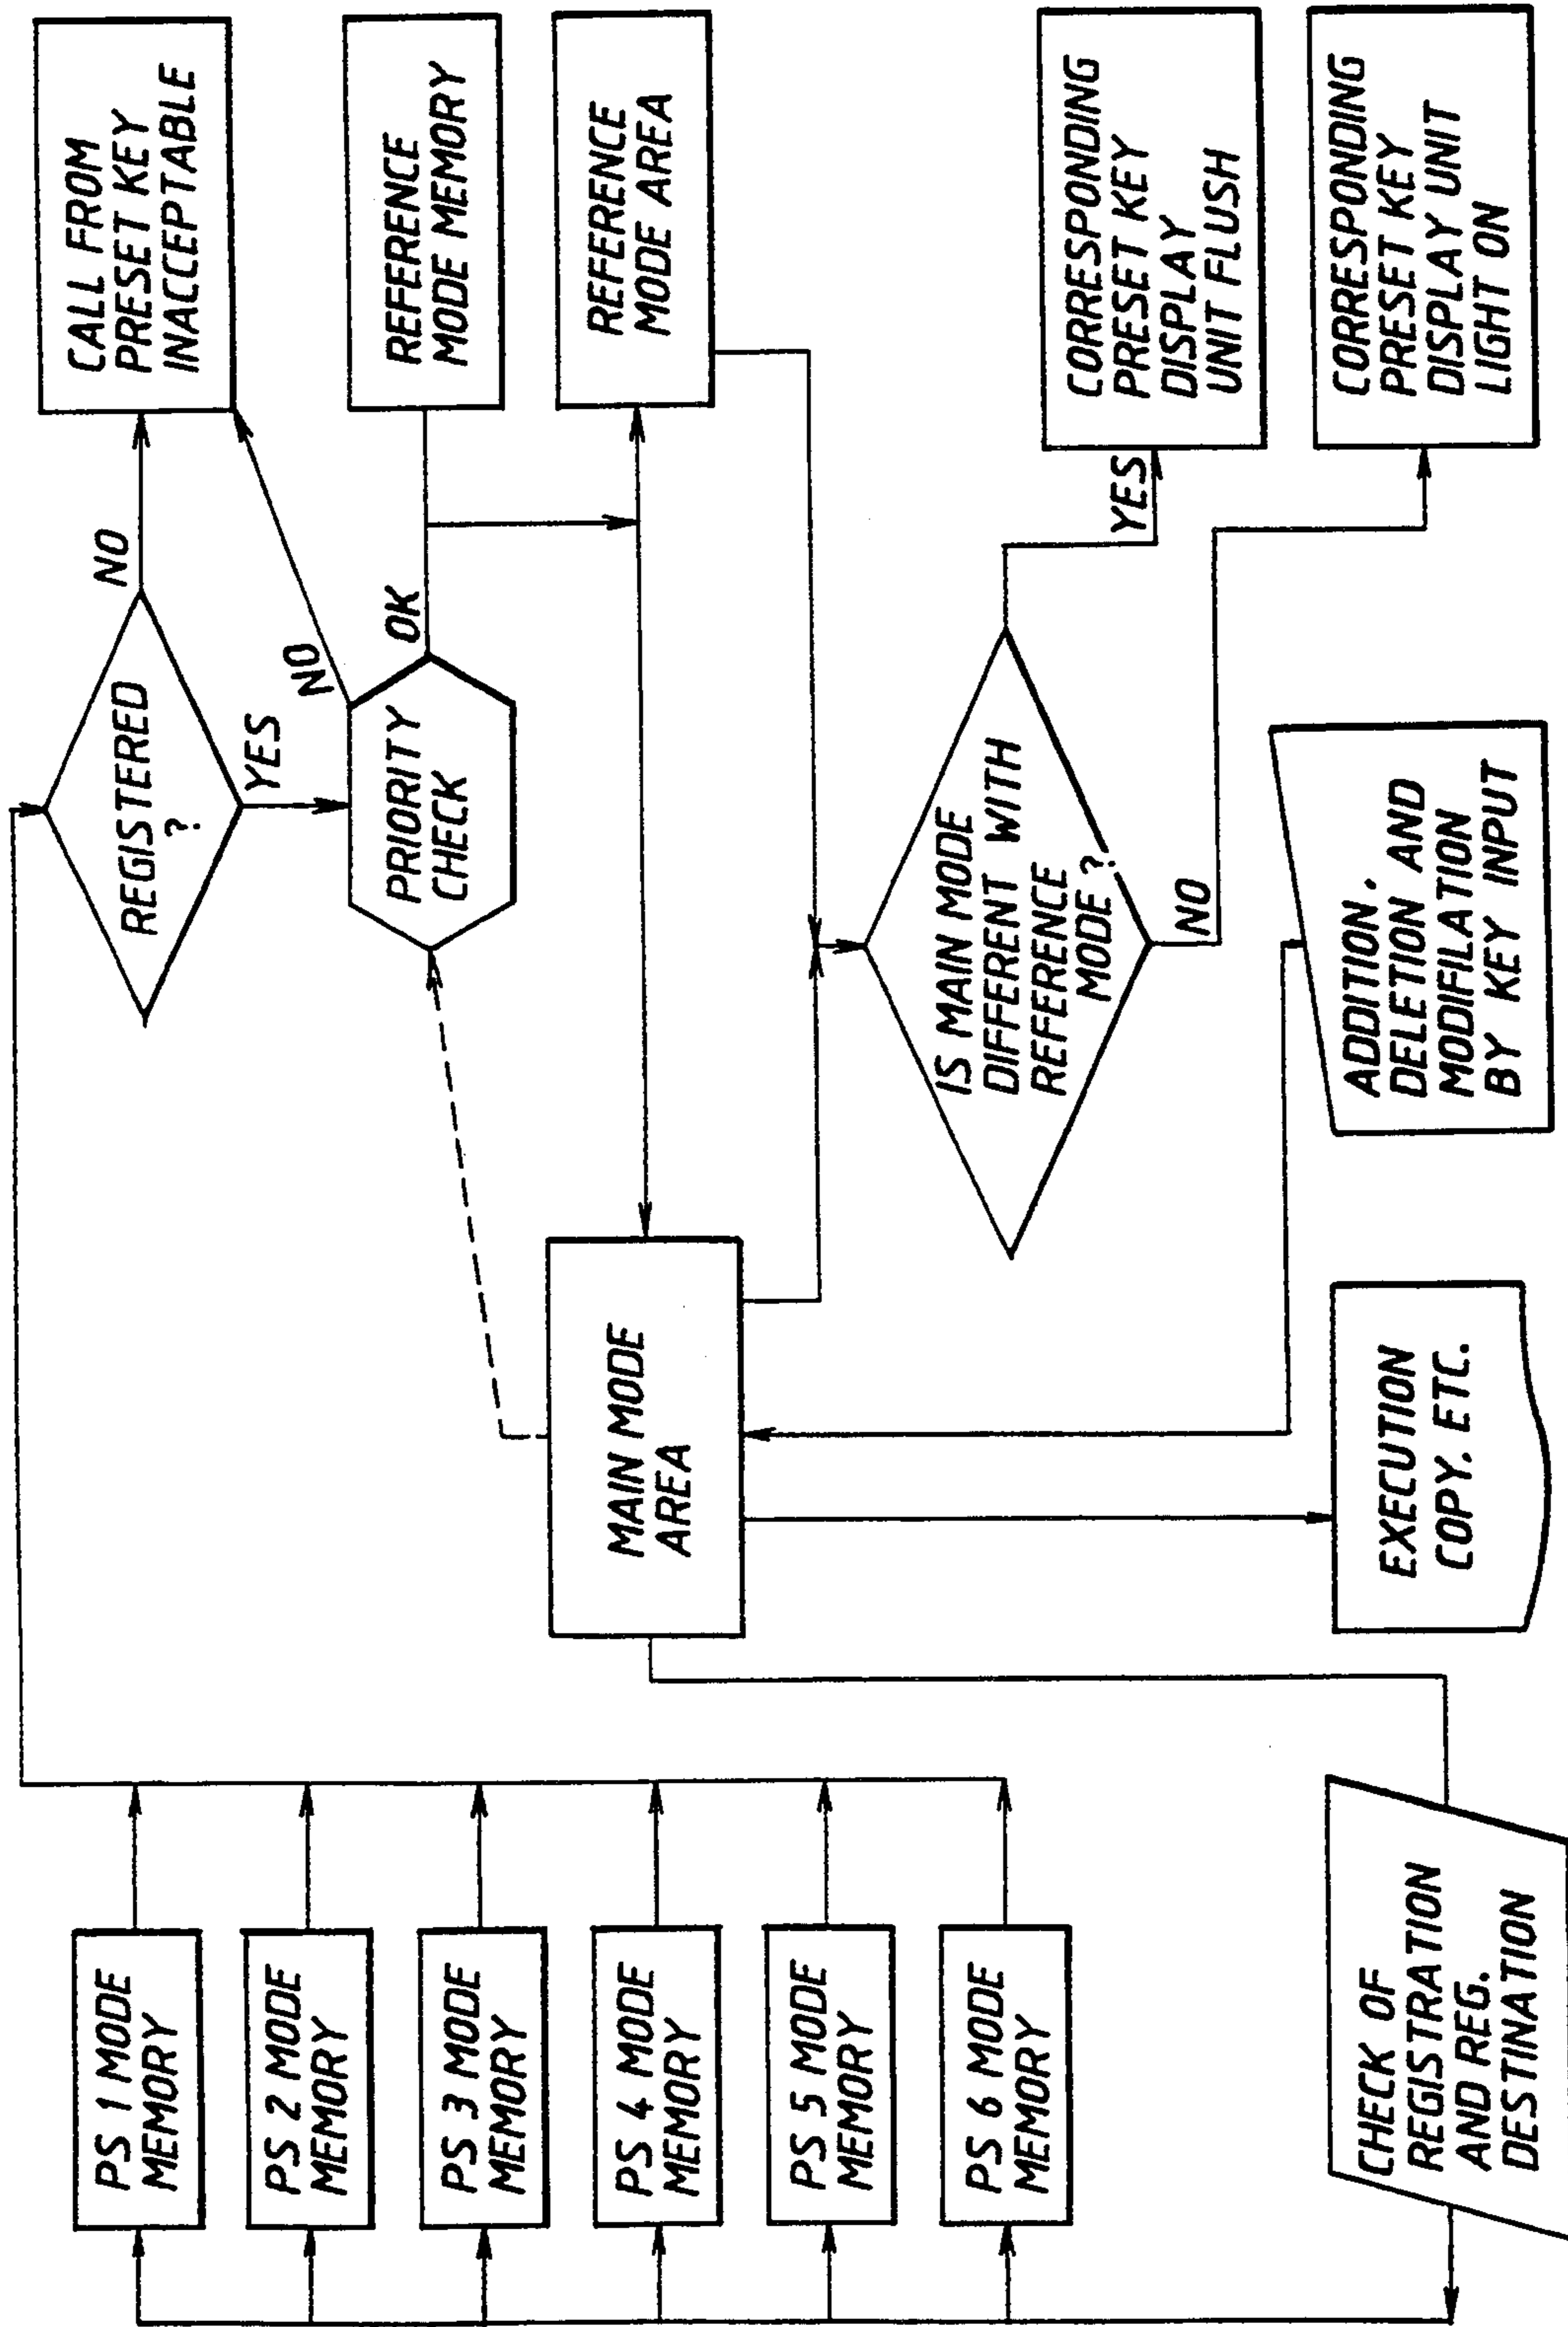 PS 1 MODE
MEMORY
PS 2 MODE
MEMORY
PS 3 MODE
MEMORY
PS 4 MODE
MEMORY
PS 5 MODE
MEMORY
PS 6 MODE
MEMORY
CHECK OF
REGISTRATION
AND REG.
DESTINATION
MAIN MODE
AREA
EXECUTION
COPY. ETC.
REGISTERED
?
NO
YES
CALL FROM
PRESET KEY
INACCEPTABLE
PRIORITY
CHECK
NO
OK
REFERENCE
MODE MEMORY
REFERENCE
MODE AREA
IS MAIN MODE
DIFFERENT WITH
REFERENCE
MODE ?
YES
NO
CORRESPONDING
PRESET KEY
DISPLAY
UNIT FLUSH
CORRESPONDING
PRESET KEY
DISPLAY UNIT
LIGHT ON
ADDITION.
DELETION AND
MODIFILATION
BY KEY INPUT